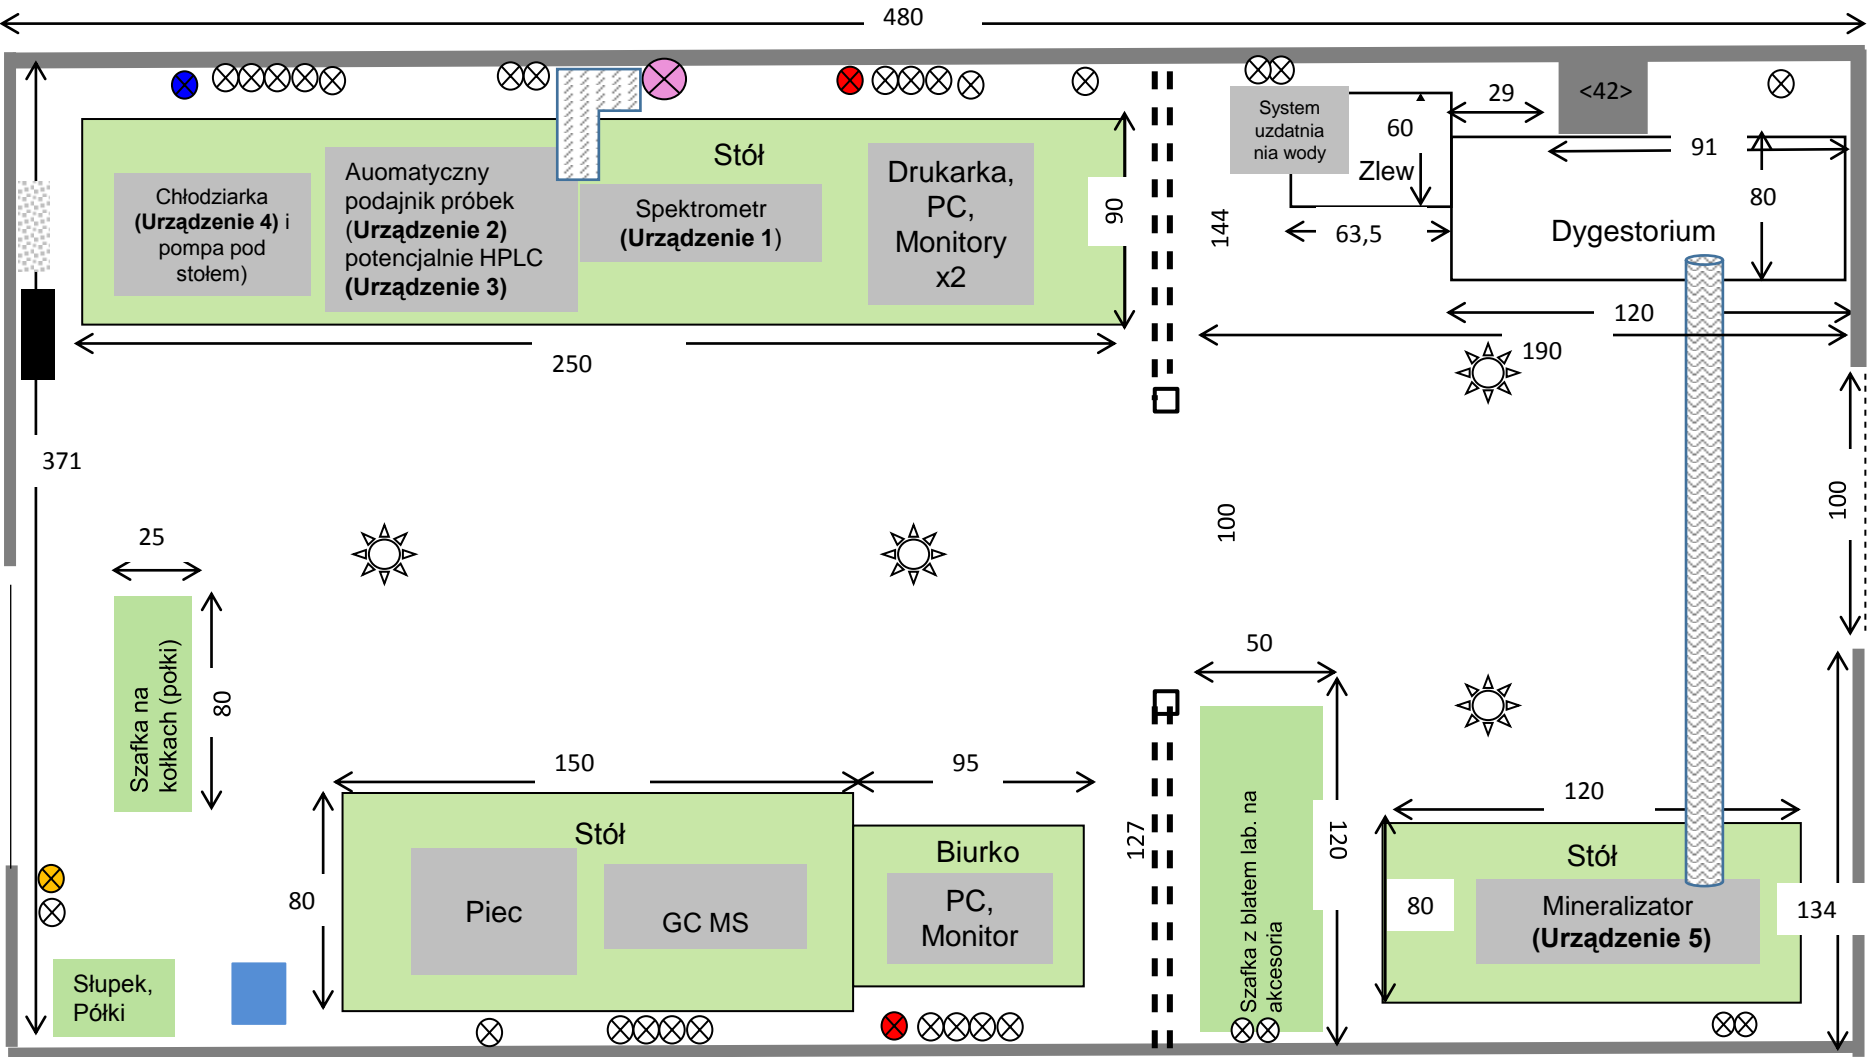 480
<42>
29
System
uzdatnia
nia wody
60
Zlew
91
80
63,5
144
Dygestorium
120
190
Stół
Chłodziarka
(Urządzenie 4) i
pompa pod
stołem)
Auomatyczny
podajnik próbek
(Urządzenie 2)
potencjalnie HPLC
(Urządzenie 3)
Spektrometr
(Urządzenie 1)
Drukarka,
PC,
Monitory
x2
90
250
371
100
100
25
Szafka na
kołkach (półki)
80
150
95
50
Stół
Piec
GC MS
80
Biurko
PC,
Monitor
127
Szafka z blatem lab. na
akcesoria
120
120
Stół
80
Mineralizator
(Urządzenie 5)
134
Słupek,
Półki